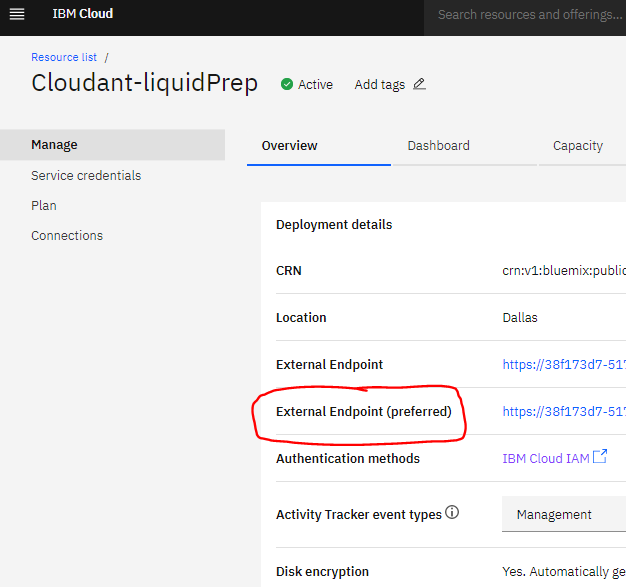 IBM Cloud
Search resources and offerings...
Resource list /
Cloudant-liquidPrep
Active
Add tags
Manage
Service credentials
Plan
Connections
Overview
Dashboard
Capacity
Deployment details
CRN
crn:v1:bluemix:public
Location
Dallas
External Endpoint
https://38f173d7-517
External Endpoint (preferred)
https://38f173d7-517
Authentication methods
IBM Cloud IAM
Activity Tracker event types
Management
Disk encryption
Yes. Automatically ge